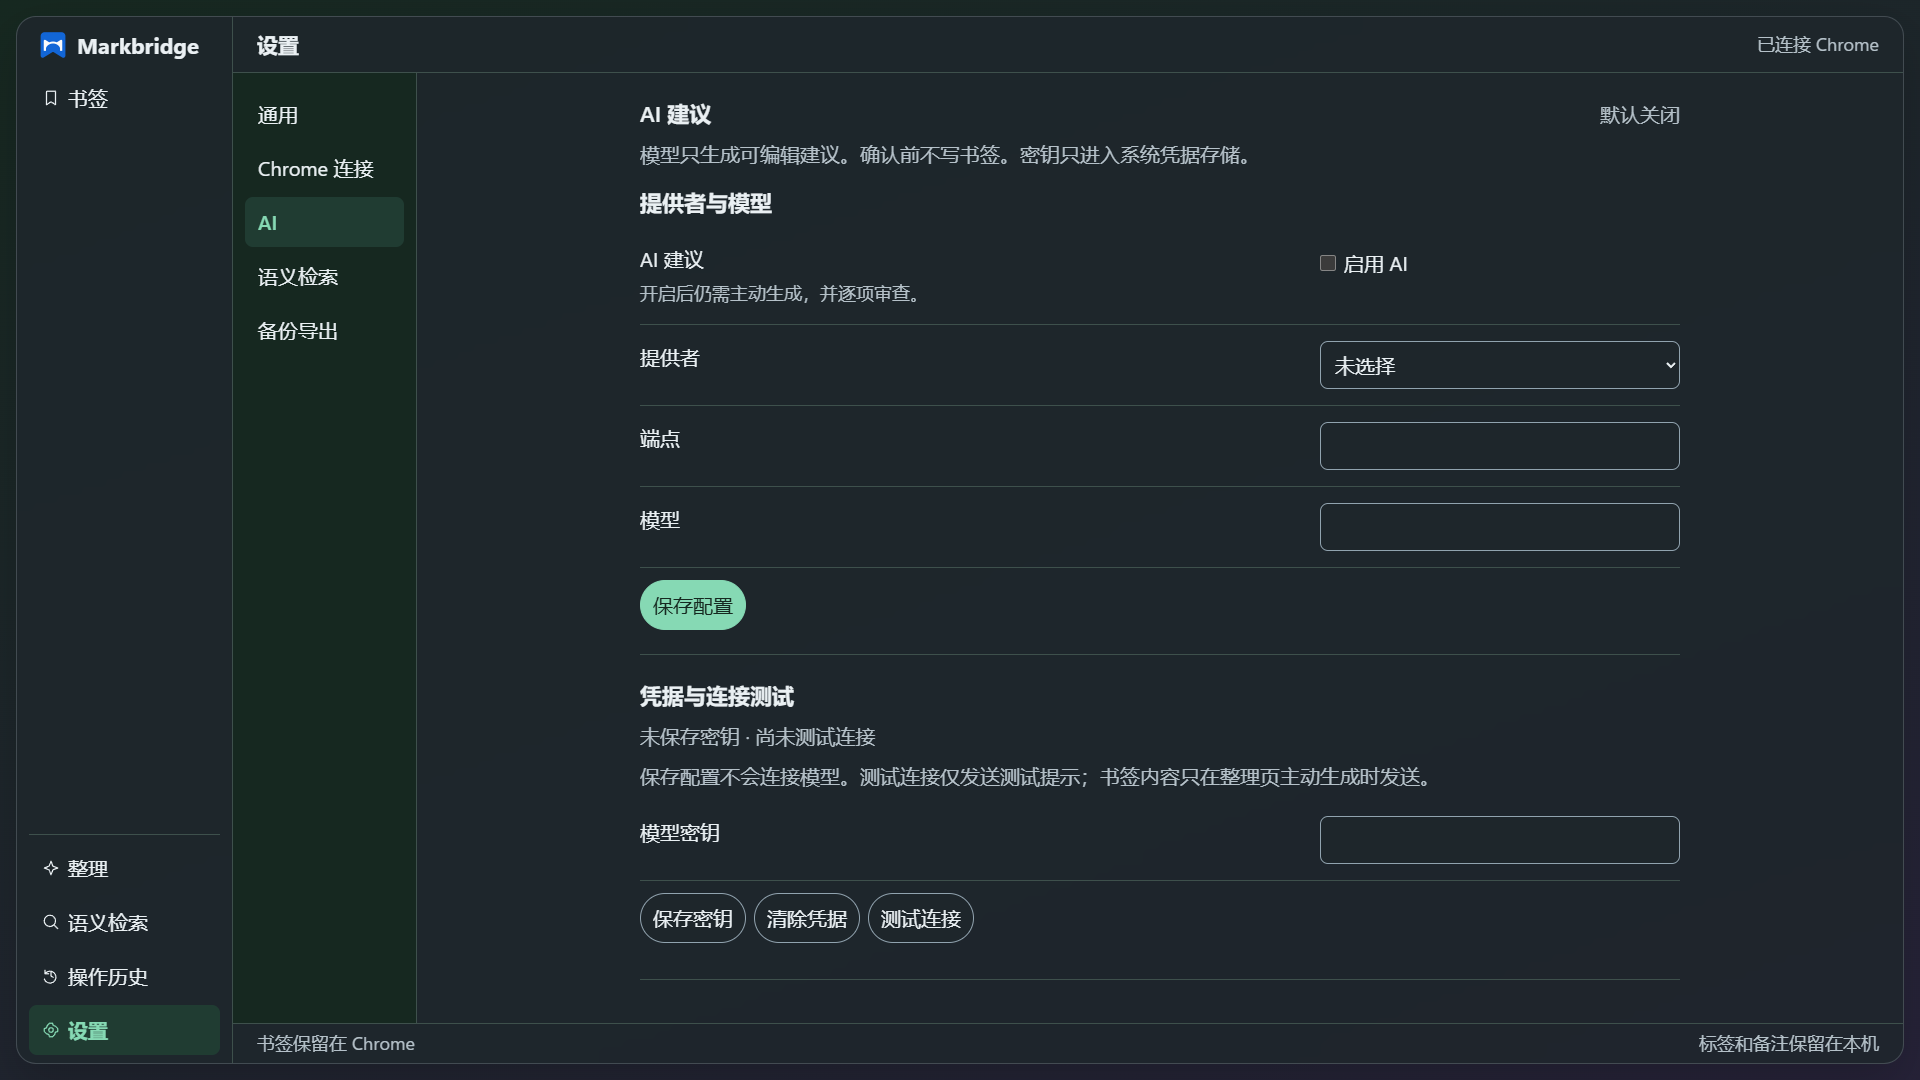 Markbridge
书签
整理
语义检索
操作历史
设置
设置
已连接 Chrome
通用
Chrome 连接
AI
语义检索
备份导出
AI 建议
默认关闭
模型只生成可编辑建议。确认前不写书签。密钥只进入系统凭据存储。
提供者与模型
AI 建议
启用 AI
开启后仍需主动生成，并逐项审查。
提供者
未选择
端点
模型
保存配置
凭据与连接测试
未保存密钥 · 尚未测试连接
保存配置不会连接模型。测试连接仅发送测试提示；书签内容只在整理页主动生成时发送。
模型密钥
保存密钥
清除凭据
测试连接
书签保留在 Chrome
标签和备注保留在本机